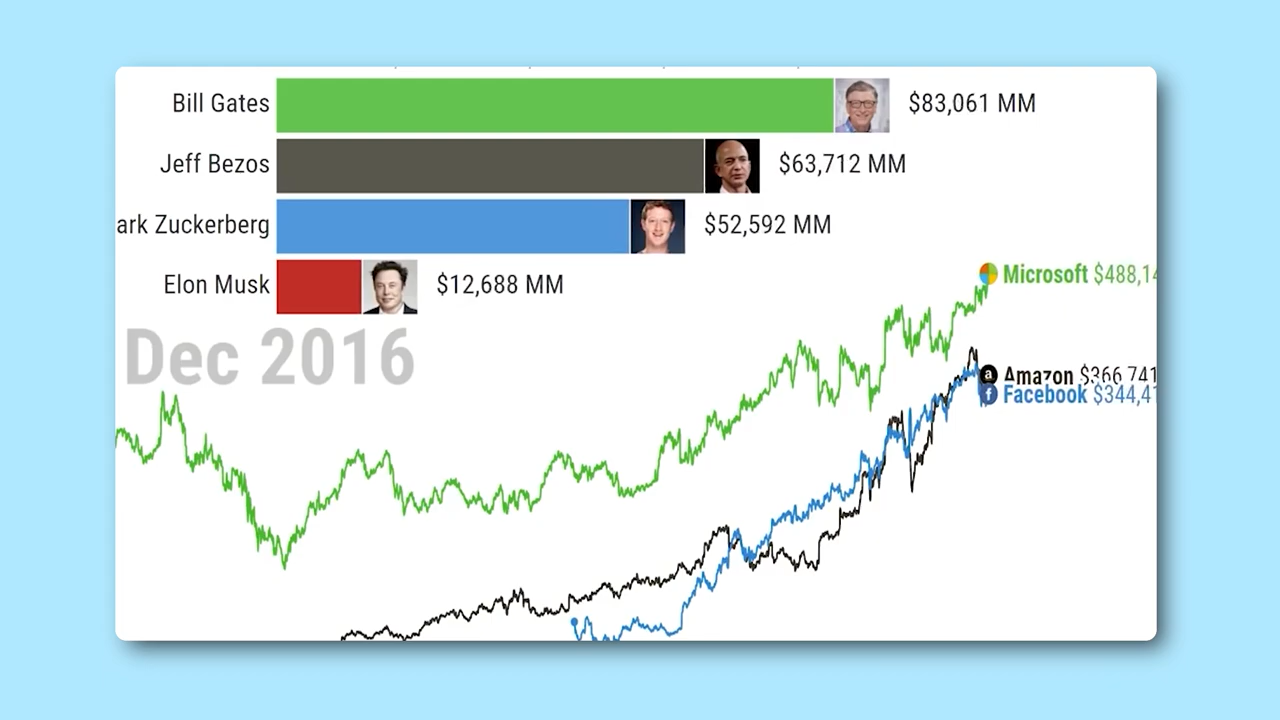 Bill Gates $83,061 MM
Jeff Bezos $63,712 MM
ark Zuckerberg $52,592 MM
Elon Musk $12,688 MM
Microsoft $488,14
Dec 2016
a Amazon $366,741
f Facebook $344,41